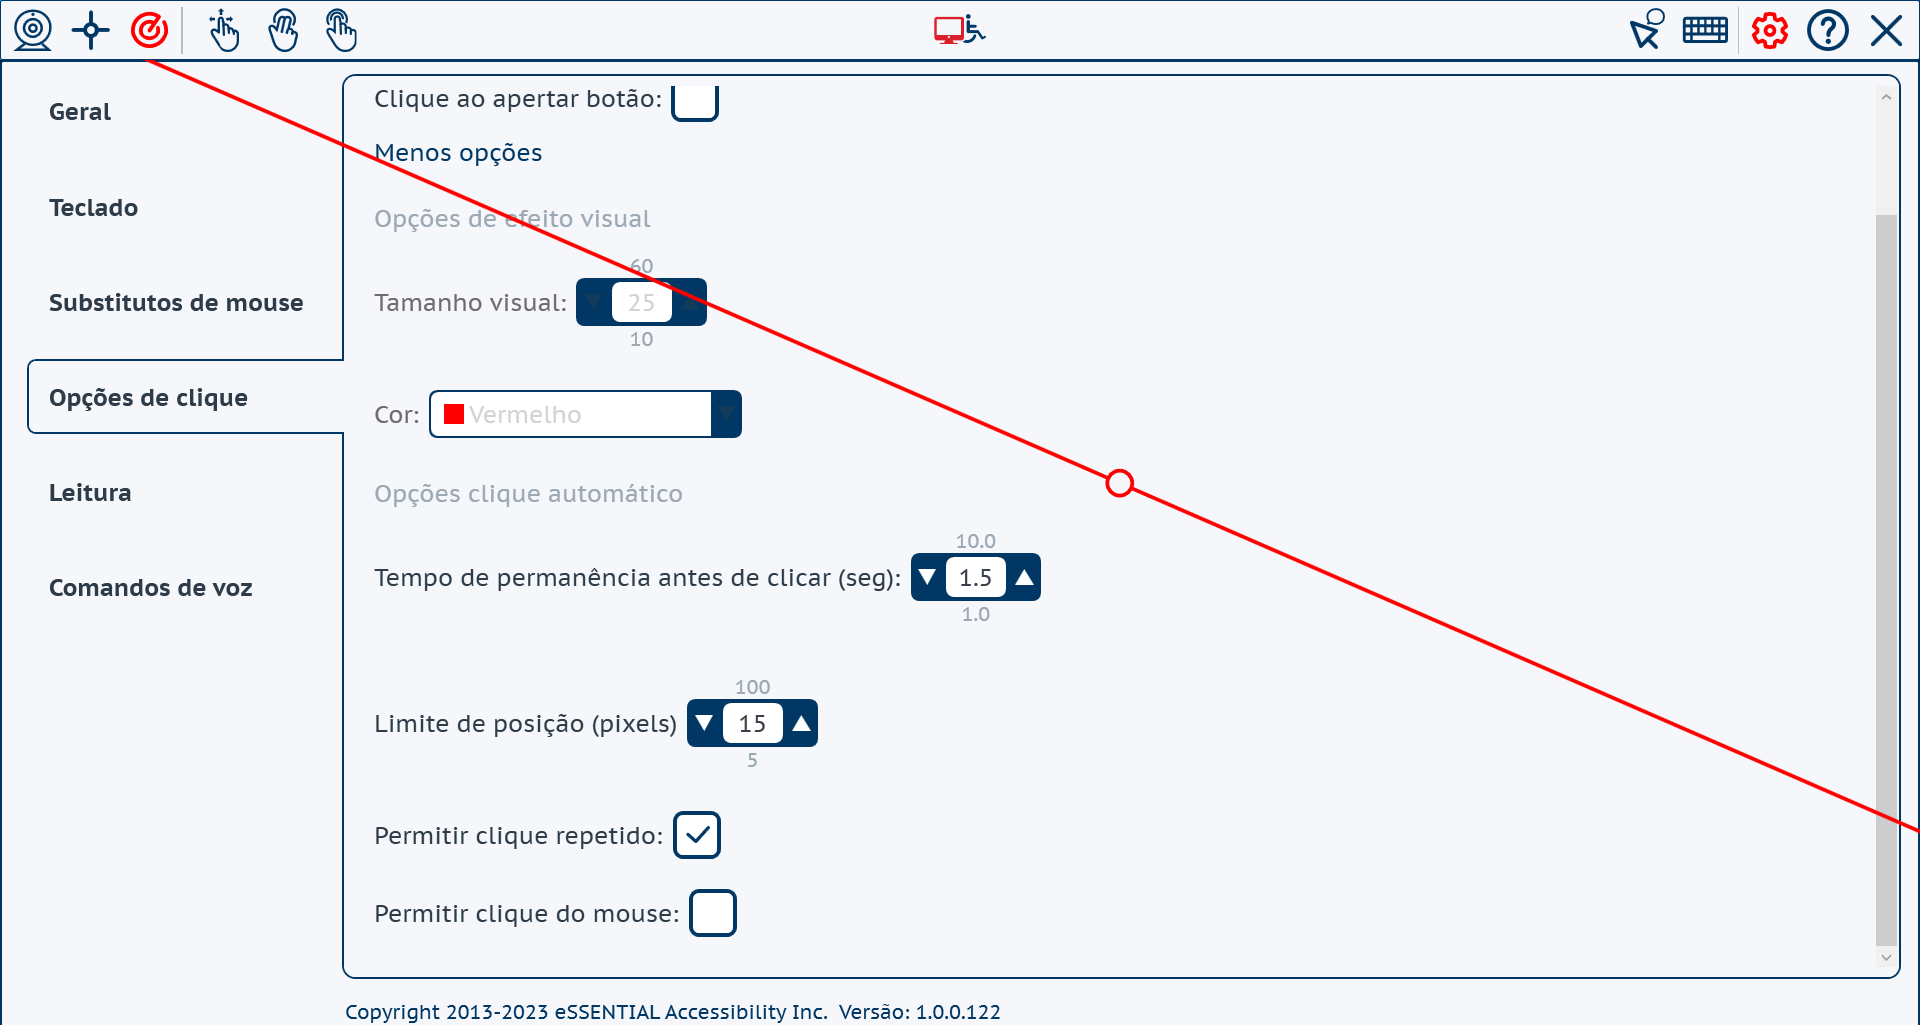 Geral
Teclado
Substitutos de mouse
Opções de clique
Leitura
Comandos de voz
Clique ao apertar botão:
Menos opções
Opções de efeito visual
60
Tamanho visual: 25
10
Cor: Vermelho
Opções clique automático
10.0
Tempo de permanência antes de clicar (seg): 1.5
1.0
100
Limite de posição (pixels) 15
5
Permitir clique repetido:
Permitir clique do mouse:
Copyright 2013-2023 eSSENTIAL Accessibility Inc. Versão: 1.0.0.122